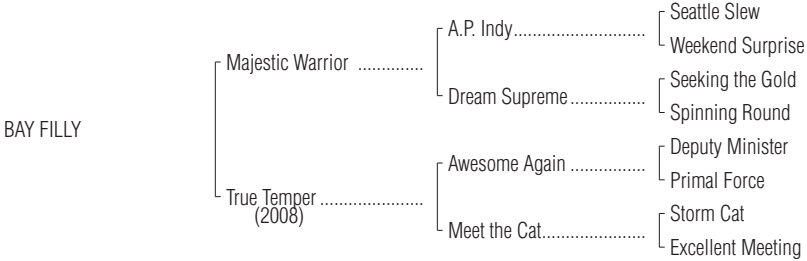 Seattle Slew
A.P. Indy............................
Weekend Surprise
Majestic Warrior ..............
Seeking the Gold
Dream Supreme................
Spinning Round
BAY FILLY
Deputy Minister
Awesome Again ................
Primal Force
True Temper ......................
(2008)
Storm Cat
Meet the Cat......................
Excellent Meeting